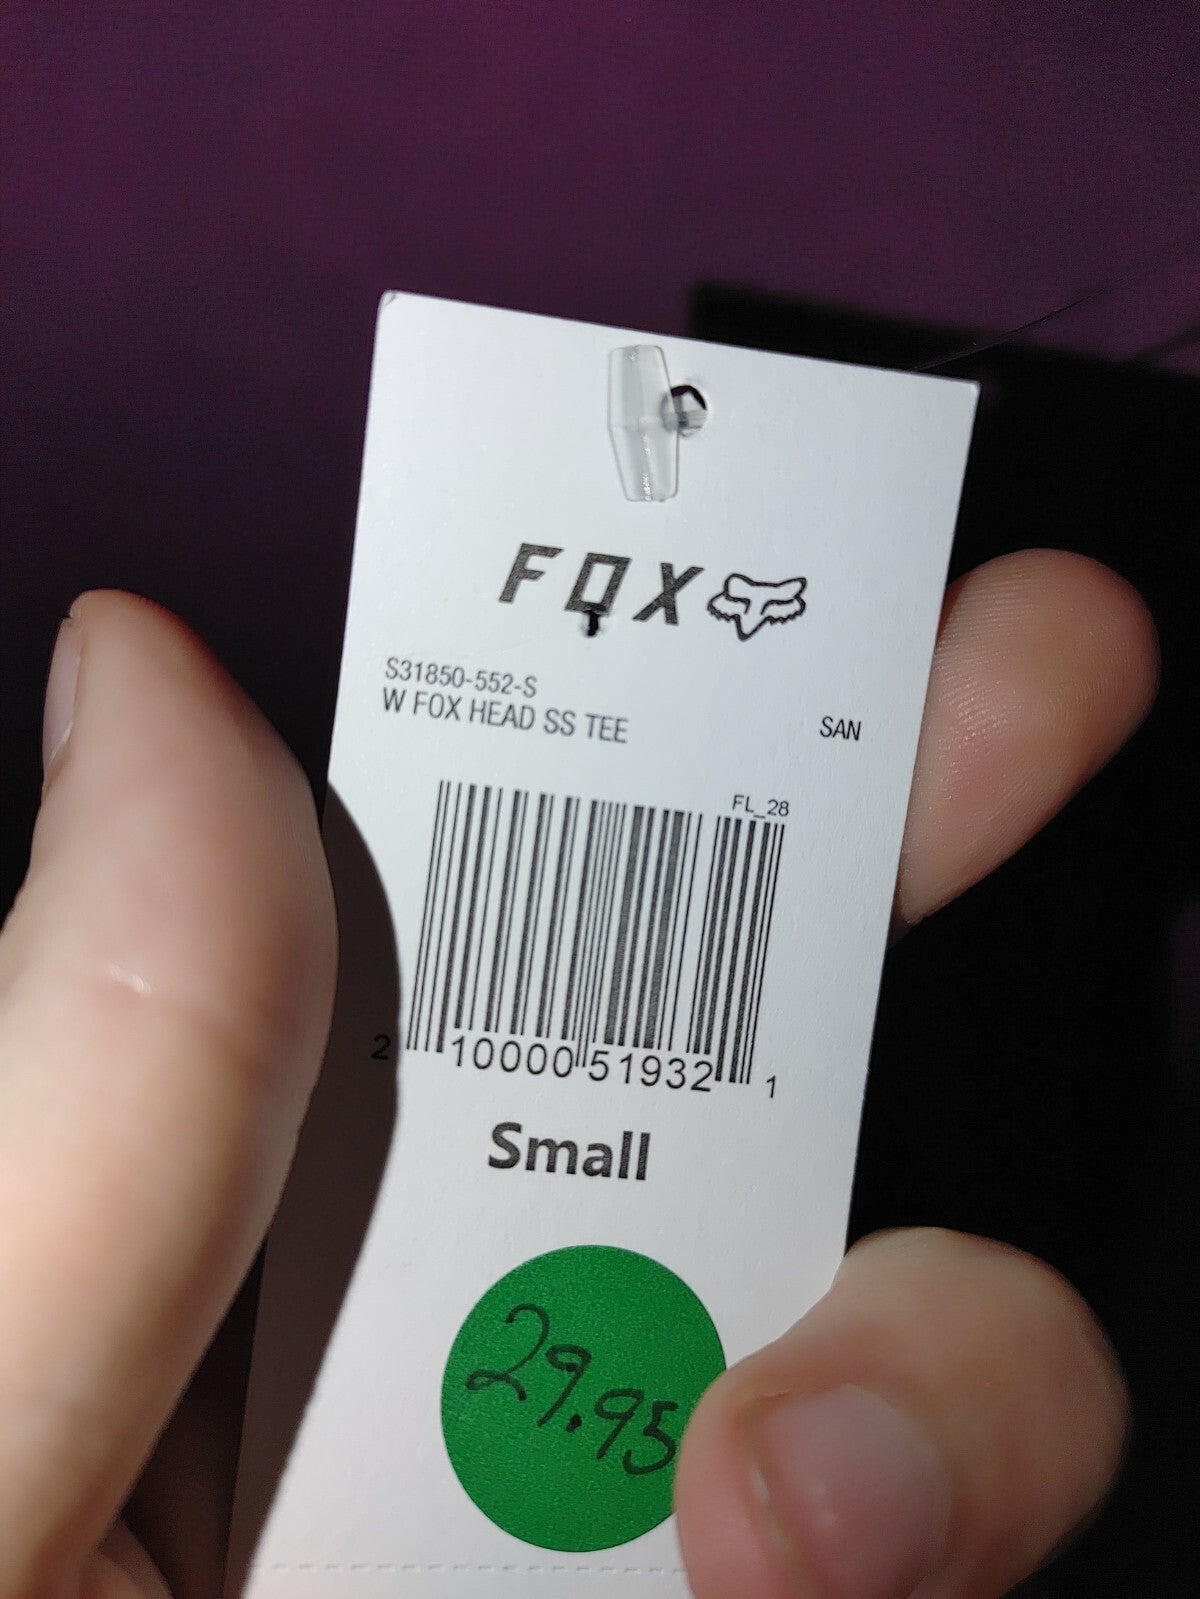 FOX
S31850-552-S
W FOX HEAD SS TEE
SAN
FL_28
2 10000 51932 1
Small
29.95